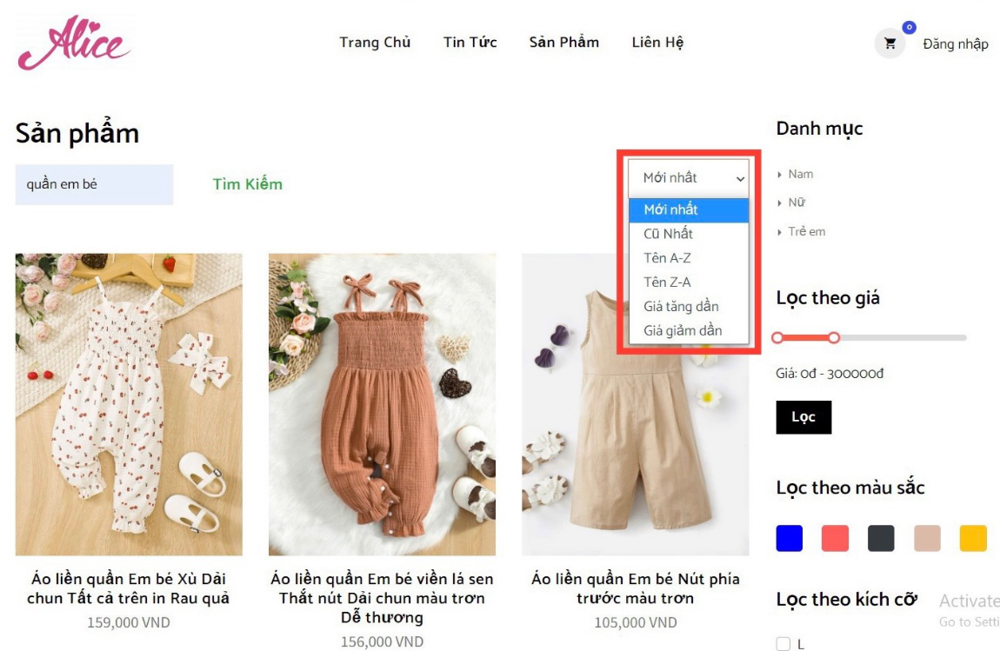 Alice
Trang Chủ
Tin Tức
Sản Phẩm
Liên Hệ
0
Đăng nhập
Sản phẩm
quần em bé
Tìm Kiếm
Mới nhất
Mới nhất
Cũ Nhất
Tên A-Z
Tên Z-A
Giá tăng dần
Giá giảm dần
Áo liền quần Em bé Xù Dải
chun Tất cả trên in Rau quả
159,000 VND
Áo liền quần Em bé viền lá sen
Thắt nút Dải chun màu trơn
Dễ thương
156,000 VND
Áo liền quần Em bé Nút phía
trước màu trơn
105,000 VND
Danh mục
Nam
Nữ
Trẻ em
Lọc theo giá
Giá: 0đ - 300000đ
Lọc
Lọc theo màu sắc
Lọc theo kích cỡ
L
Activate
Go to Setti